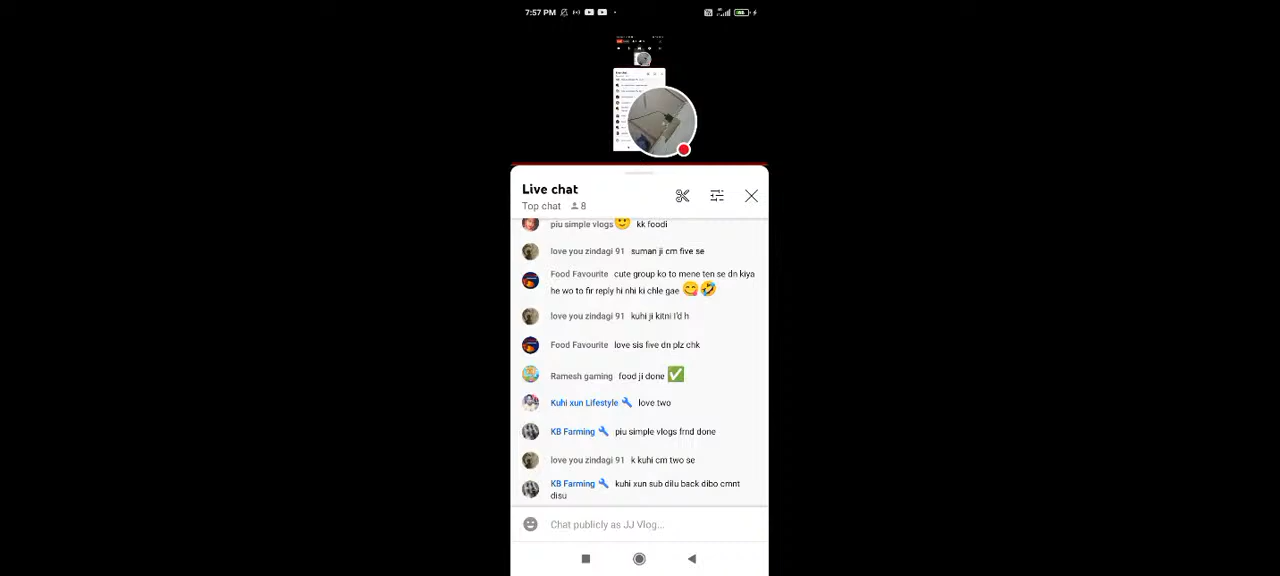 7:57 PM
Live chat
Top chat 8
piu simple vlogs🙂 kk foodi
love you zindagi 91 suman ji cm five se
Food Favourite cute group ko to mene ten se dn kiya
he wo to fir reply hi nhi ki chle gae 😋🤣
love you zindagi 91 kuhi ji kitni I'd h
Food Favourite love sis five dn plz chk
Ramesh gaming food ji done ✅
Kuhi xun Lifestyle love two
KB Farming piu simple vlogs frnd done
love you zindagi 91 k kuhi cm two se
KB Farming kuhi xun sub dilu back dibo cmnt
disu
Chat publicly as JJ Vlog...